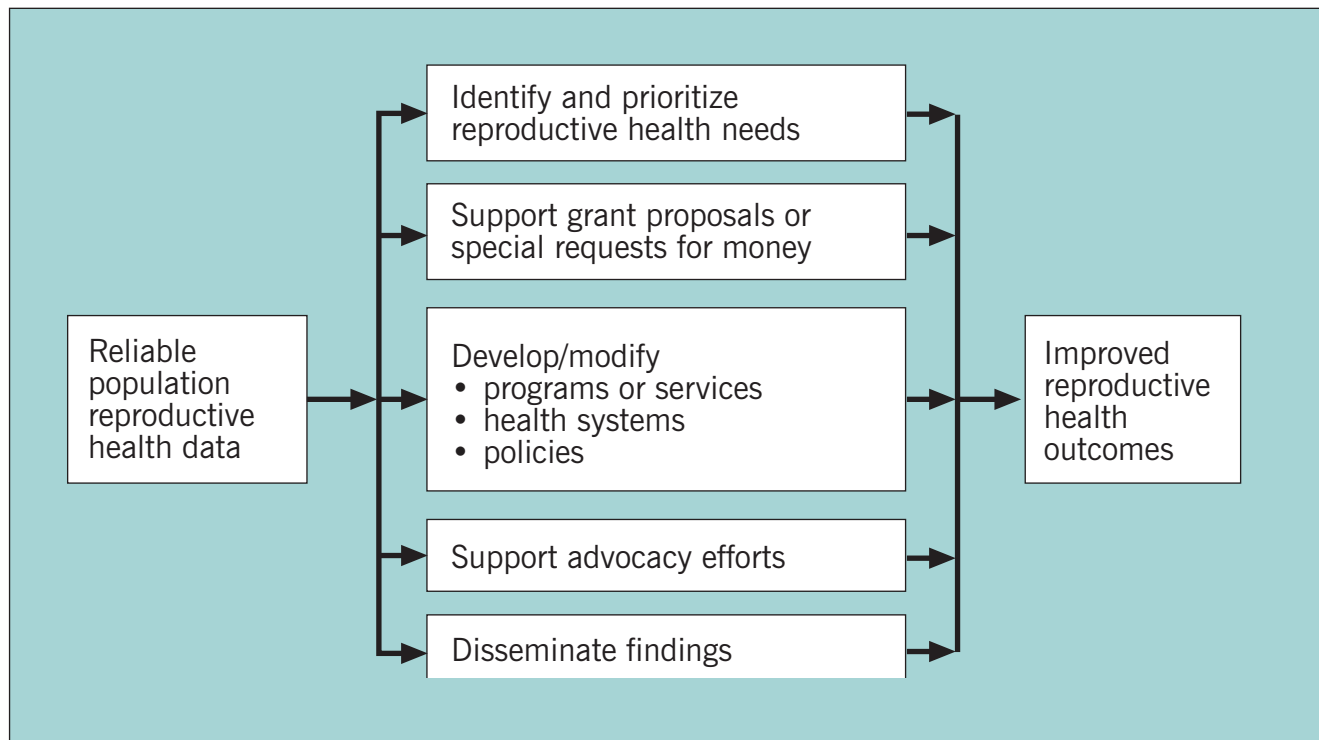 Reliable
population
reproductive
health data
Identify and prioritize
reproductive health needs
Support grant proposals or
special requests for money
Develop/modify
• programs or services
• health systems
• policies
Support advocacy efforts
Disseminate findings
Improved
reproductive
health
outcomes